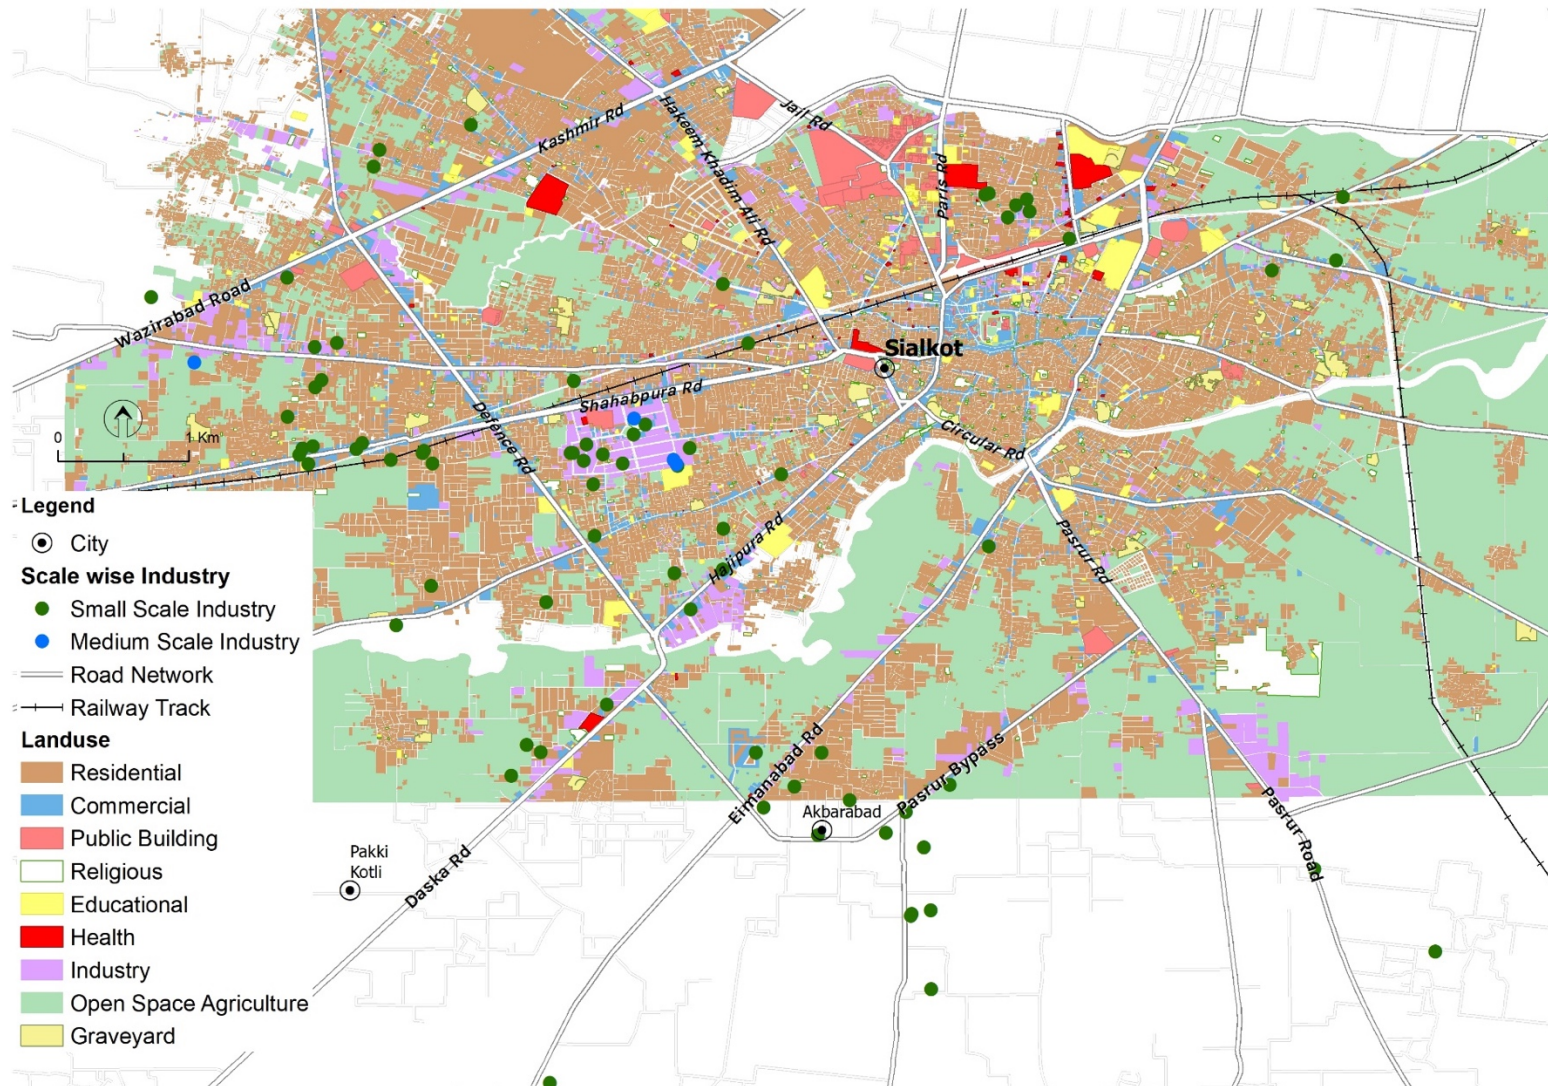 Kashmir Rd
Hakeem Khadim Ali Rd
Jail Rd
Paris Rd
Wazirabad Road
Sialkot
Shahabpura Rd
Defence Rd
Circular Rd
0
1 Km
Hajipura Rd
Pasrur Rd
Eimanabad Rd
Pasrur Bypass
Akbarabad
Pasrur Road
Pakki
Kotli
Daska Rd
Legend
City
Scale wise Industry
Small Scale Industry
Medium Scale Industry
Road Network
Railway Track
Landuse
Residential
Commercial
Public Building
Religious
Educational
Health
Industry
Open Space Agriculture
Graveyard